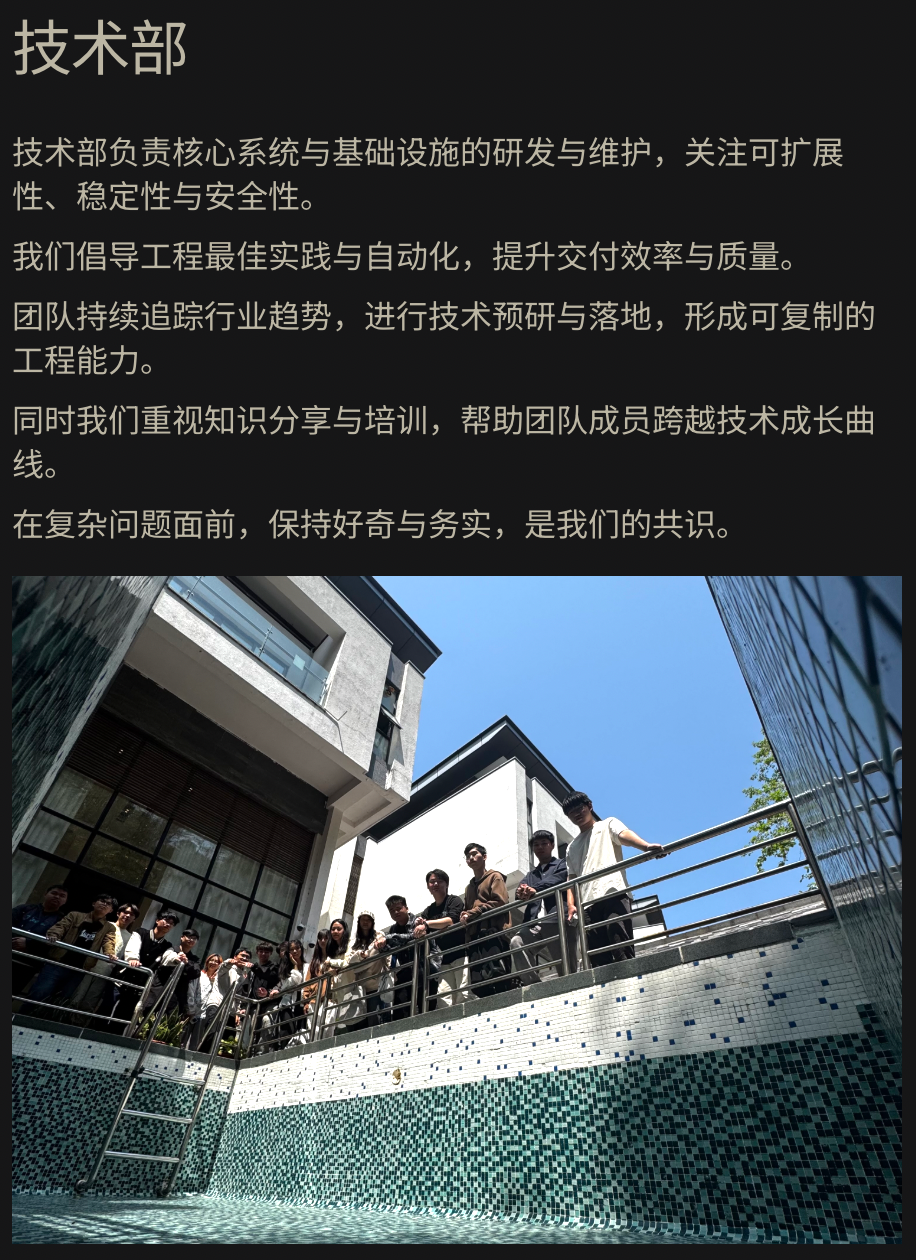 技术部
技术部负责核心系统与基础设施的研发与维护，关注可扩展
性、稳定性与安全性。
我们倡导工程最佳实践与自动化，提升交付效率与质量。
团队持续追踪行业趋势，进行技术预研与落地，形成可复制的
工程能力。
同时我们重视知识分享与培训，帮助团队成员跨越技术成长曲
线。
在复杂问题面前，保持好奇与务实，是我们的共识。